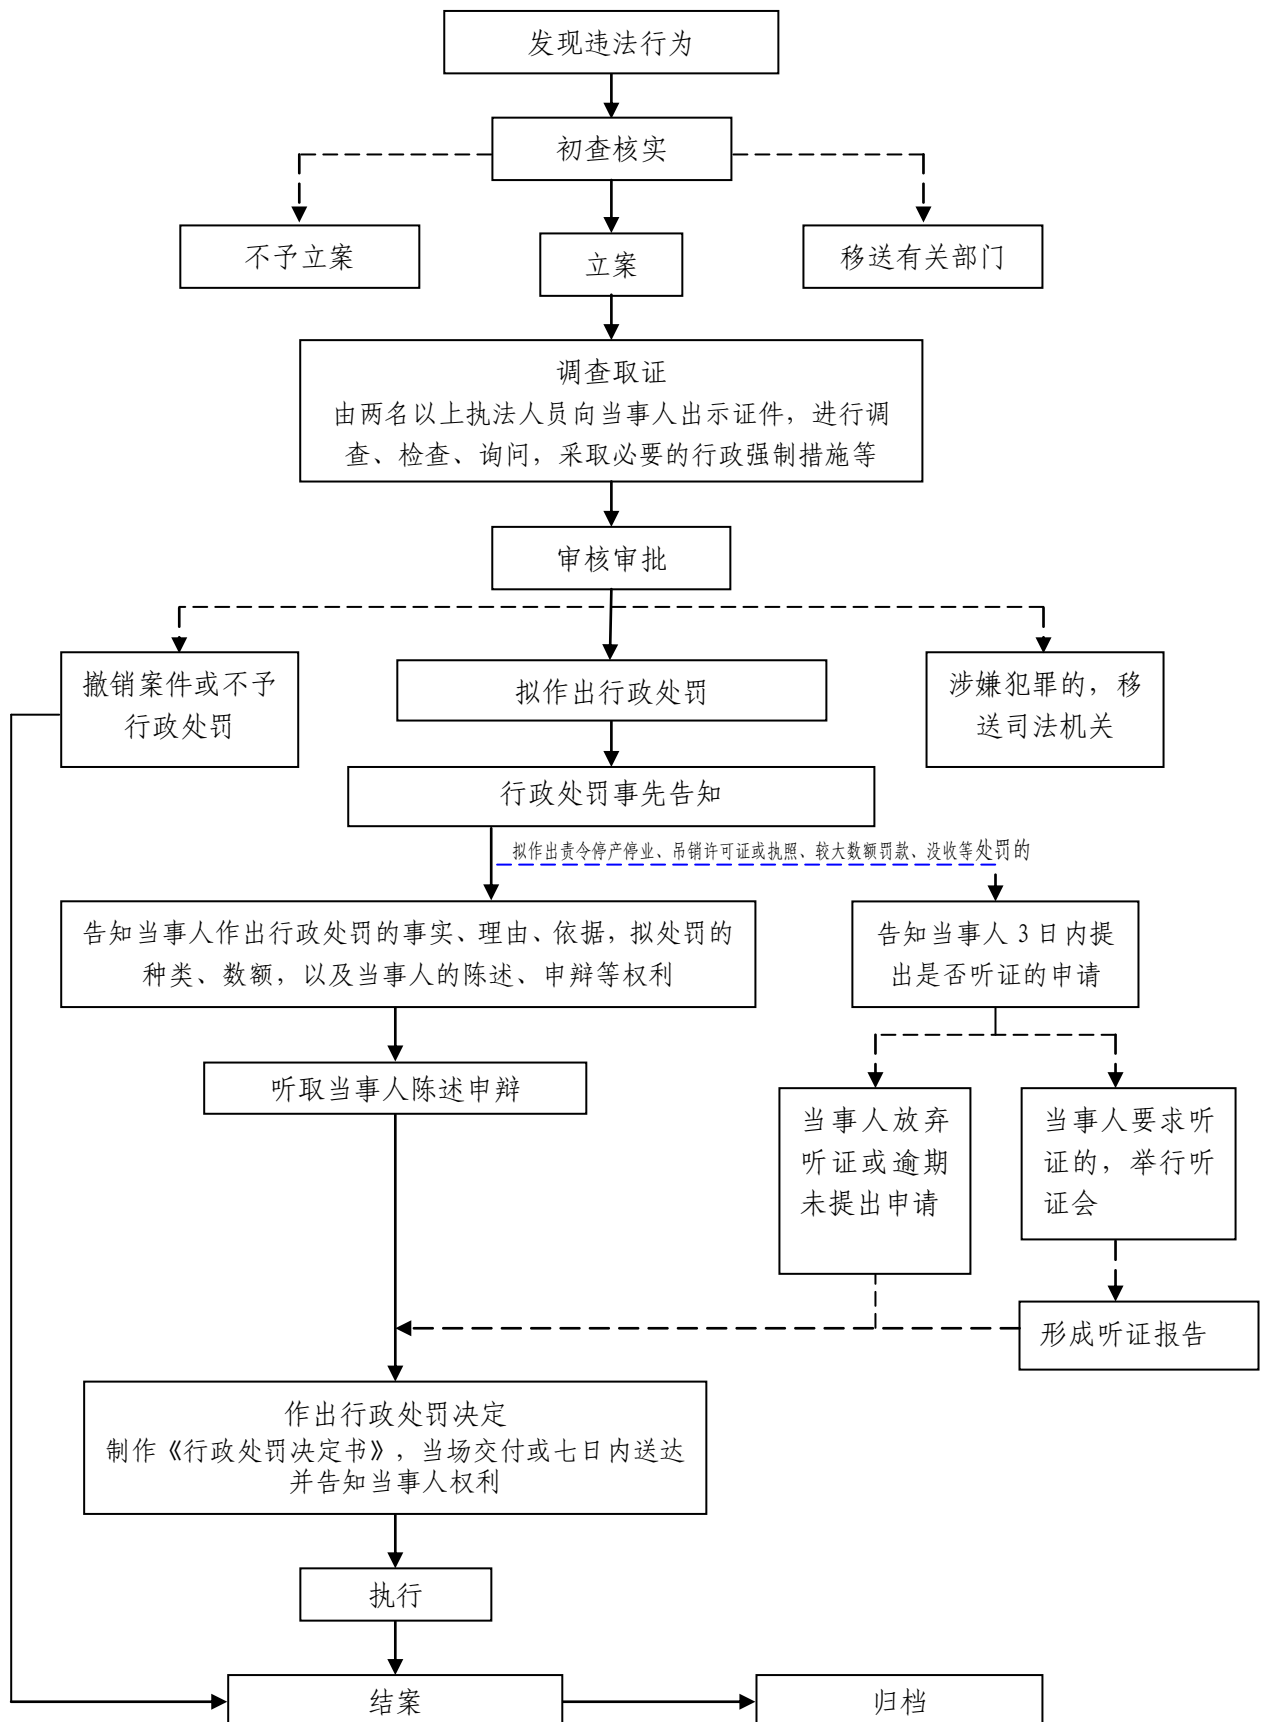 发现违法行为
初查核实
不予立案
立案
移送有关部门
调查取证
由两名以上执法人员向当事人出示证件，进行调
查、检查、询问，采取必要的行政强制措施等
审核审批
撤销案件或不予
行政处罚
拟作出行政处罚
涉嫌犯罪的，移
送司法机关
行政处罚事先告知
拟作出责令停产停业、吊销许可证或执照、较大数额罚款、没收等处罚的
告知当事人作出行政处罚的事实、理由、依据，拟处罚的
种类、数额，以及当事人的陈述、申辩等权利
告知当事人 3 日内提
出是否听证的申请
听取当事人陈述申辩
当事人放弃
听证或逾期
未提出申请
当事人要求听
证的，举行听
证会
形成听证报告
作出行政处罚决定
制作《行政处罚决定书》，当场交付或七日内送达
并告知当事人权利
执行
结案
归档